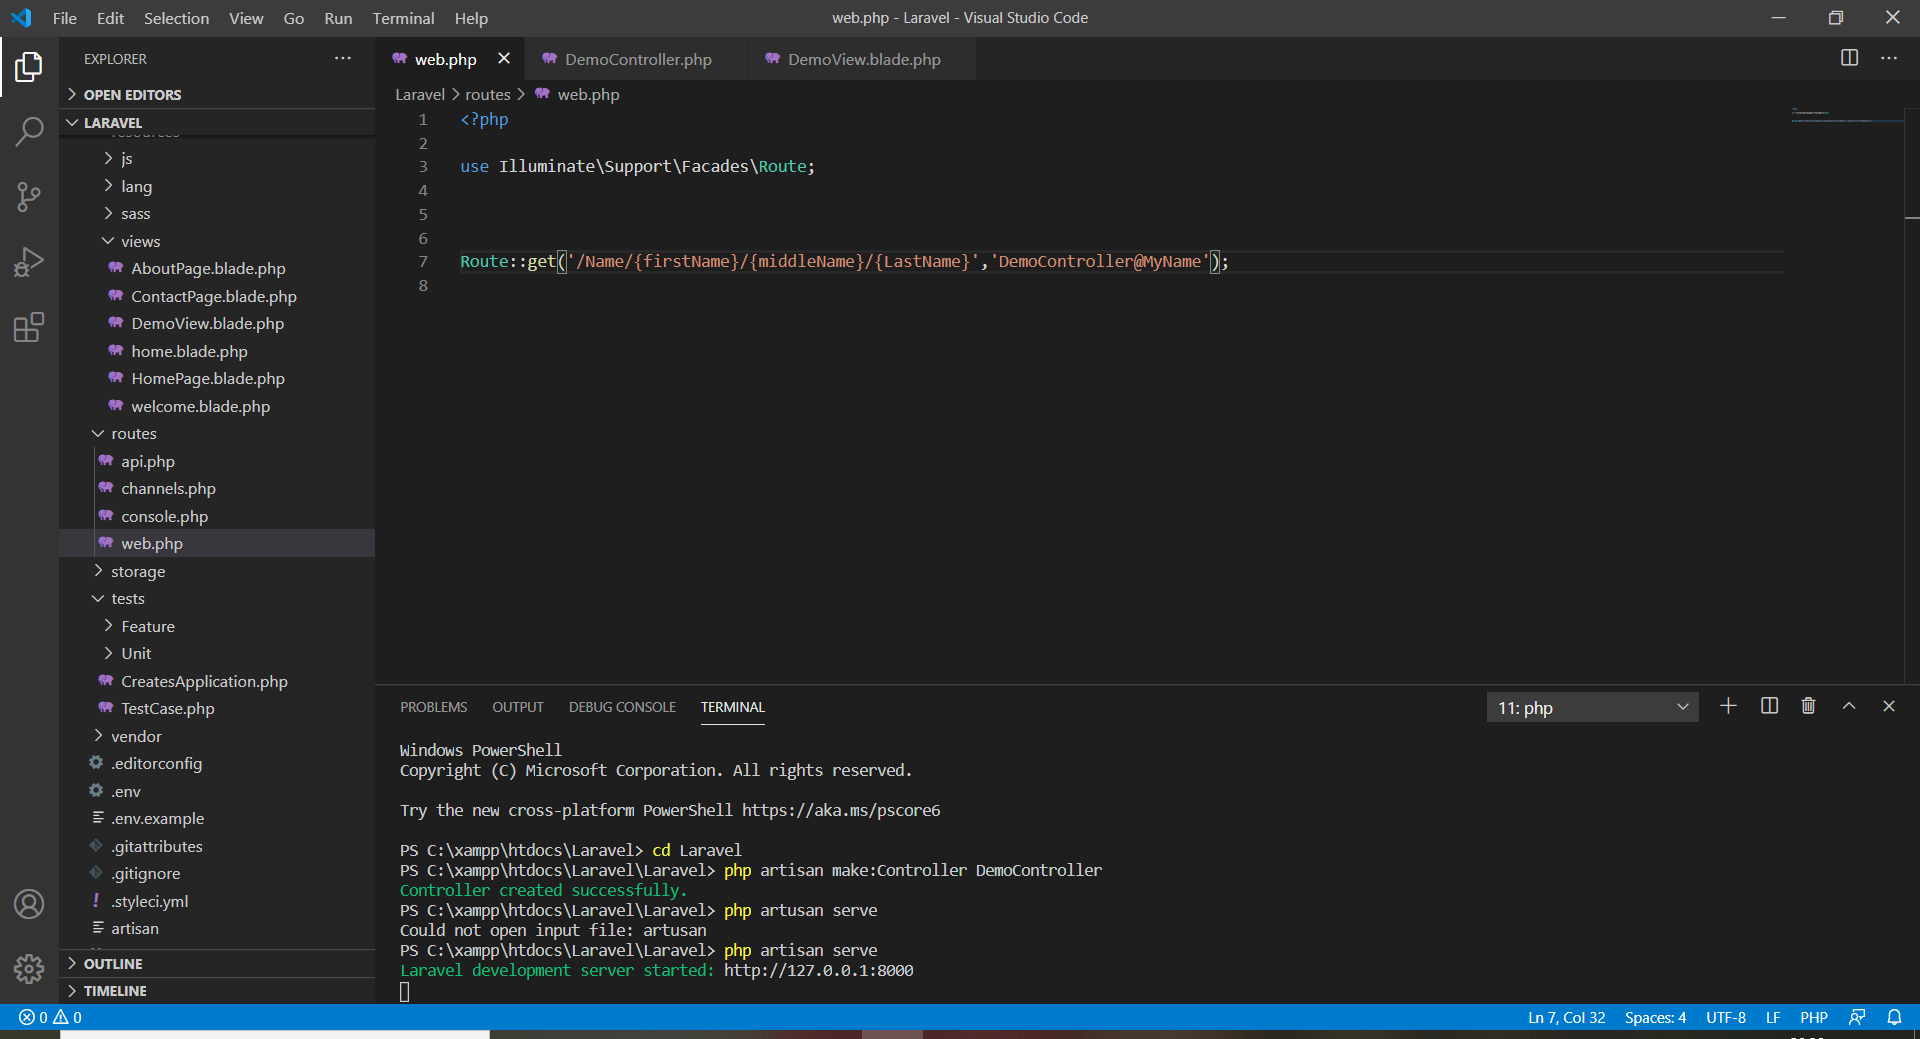 File Edit Selection View Go Run Terminal Help
web.php - Laravel - Visual Studio Code
EXPLORER
OPEN EDITORS
LARAVEL
resources
js
lang
sass
views
AboutPage.blade.php
ContactPage.blade.php
DemoView.blade.php
home.blade.php
HomePage.blade.php
welcome.blade.php
routes
api.php
channels.php
console.php
web.php
storage
tests
Feature
Unit
CreatesApplication.php
TestCase.php
vendor
.editorconfig
.env
.env.example
.gitattributes
.gitignore
.styleci.yml
artisan
OUTLINE
TIMELINE
web.php DemoController.php DemoView.blade.php
Laravel > routes > web.php
1 <?php
2
3 use Illuminate\Support\Facades\Route;
4
5
6
7 Route::get('/Name/{firstName}/{middleName}/{LastName}','DemoController@MyName');
8
PROBLEMS OUTPUT DEBUG CONSOLE TERMINAL
11: php
Windows PowerShell
Copyright (C) Microsoft Corporation. All rights reserved.
Try the new cross-platform PowerShell https://aka.ms/pscore6
PS C:\xampp\htdocs\Laravel> cd Laravel
PS C:\xampp\htdocs\Laravel\Laravel> php artisan make:Controller DemoController
Controller created successfully.
PS C:\xampp\htdocs\Laravel\Laravel> php artusan serve
Could not open input file: artusan
PS C:\xampp\htdocs\Laravel\Laravel> php artisan serve
Laravel development server started: http://127.0.0.1:8000
0 0
Ln 7, Col 32 Spaces: 4 UTF-8 LF PHP